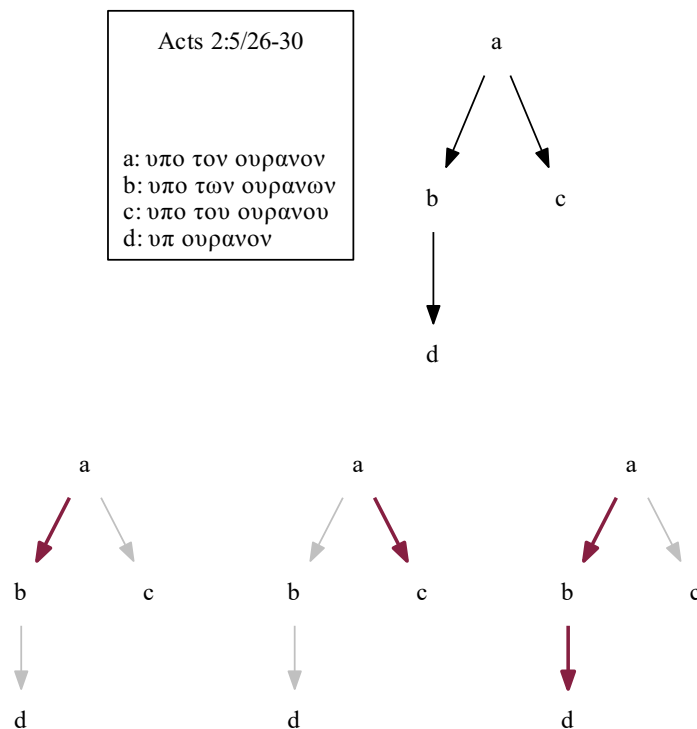 Acts 2:5/26-30
a: υπο τον ουρανον
b: υπο των ουρανων
c: υπο του ουρανου
d: υπ ουρανον
a
b c
d
a a a
b c b c b c
d d d